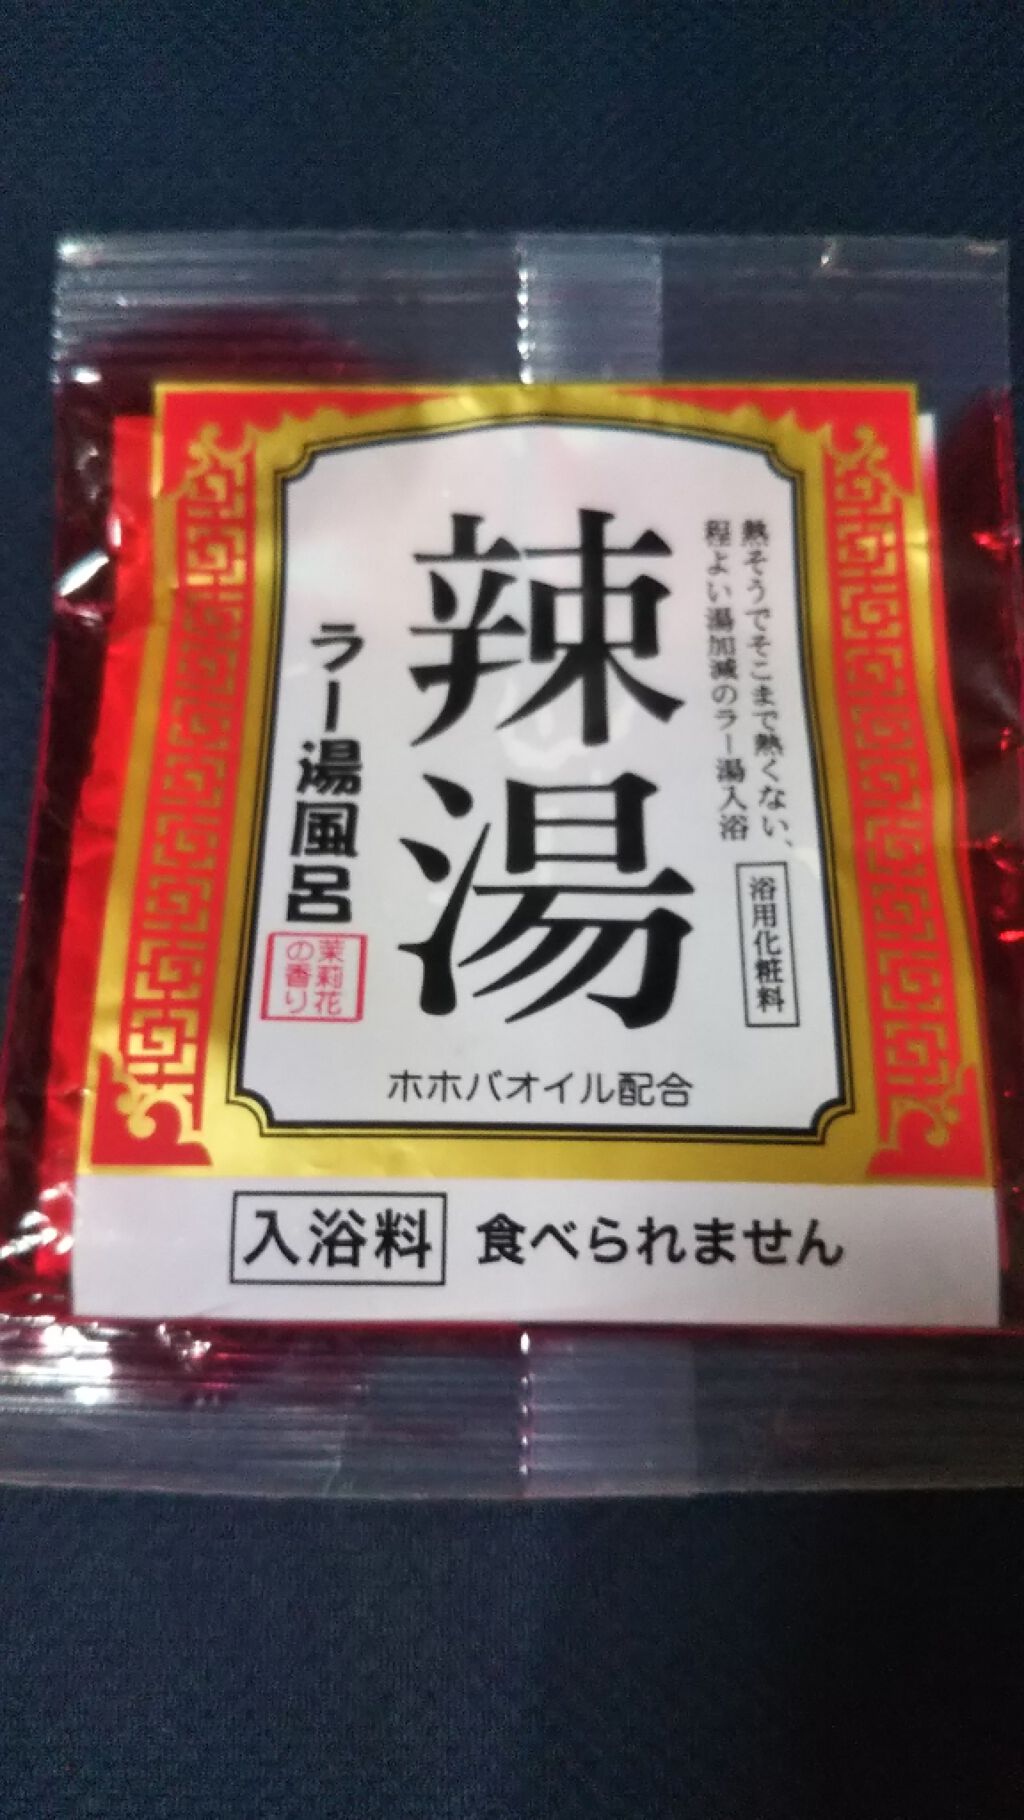 熱そうでそこまで熱くない、
程よい湯加減のラー湯入浴
浴用化粧料
辣湯
ラー湯風呂
茉莉花
の香り
ホホバオイル配合
入浴料 食べられません